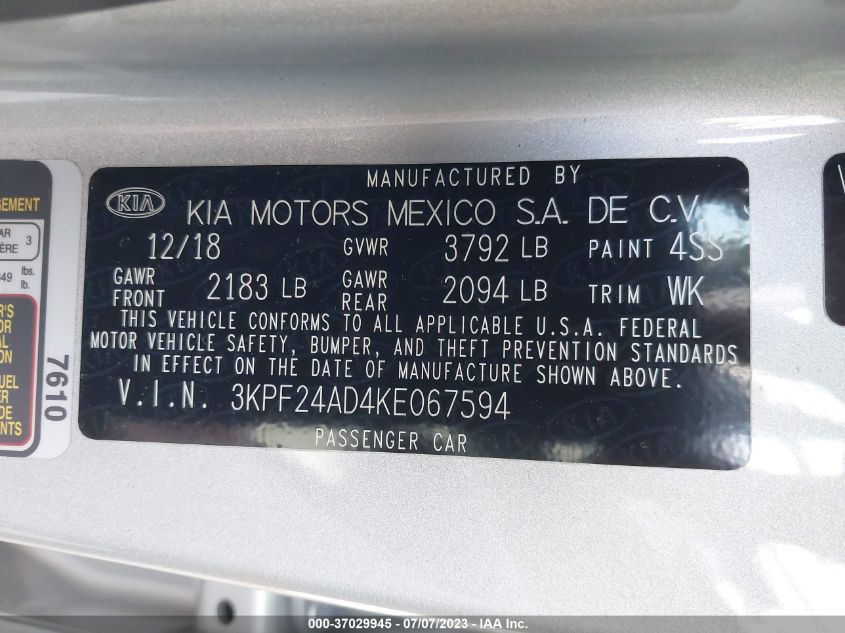 MANUFACTURED BY
KIA KIA MOTORS MEXICO S.A. DE C.V.
12/18 GVWR 3792 LB PAINT 4SS
GAWR FRONT 2183 LB GAWR REAR 2094 LB TRIM WK
THIS VEHICLE CONFORMS TO ALL APPLICABLE U.S.A. FEDERAL
MOTOR VEHICLE SAFETY, BUMPER, AND THEFT PREVENTION STANDARDS
IN EFFECT ON THE DATE OF MANUFACTURE SHOWN ABOVE.
V.I.N. 3KPF24AD4KE067594
PASSENGER CAR
3
lbs.
lb.
7610
000-37029945 - 07/07/2023 - IAA Inc.